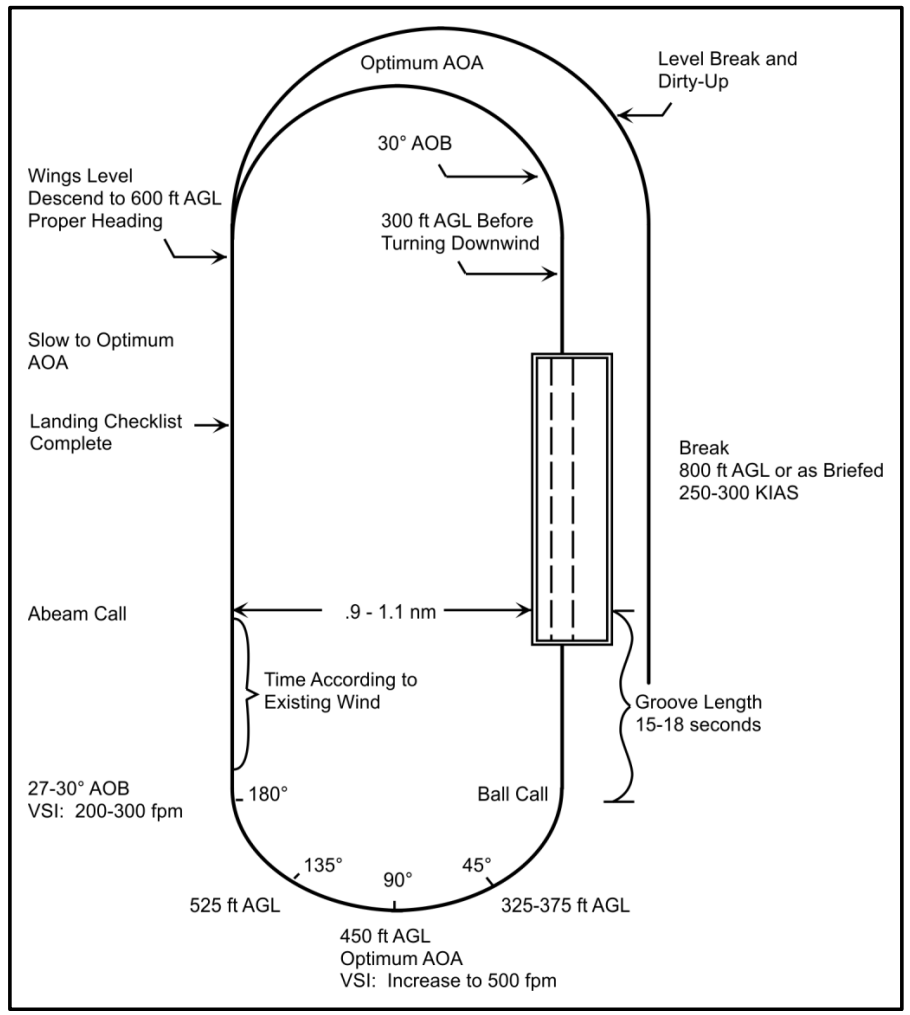 Optimum AOA
Level Break and
Dirty-Up
30° AOB
Wings Level
Descend to 600 ft AGL
Proper Heading
300 ft AGL Before
Turning Downwind
Slow to Optimum
AOA
Landing Checklist
Complete
Break
800 ft AGL or as Briefed
250-300 KIAS
Abeam Call
.9 - 1.1 nm
Time According to
Existing Wind
Groove Length
15-18 seconds
27-30° AOB
VSI: 200-300 fpm
180°
Ball Call
135°
90°
45°
525 ft AGL
325-375 ft AGL
450 ft AGL
Optimum AOA
VSI: Increase to 500 fpm